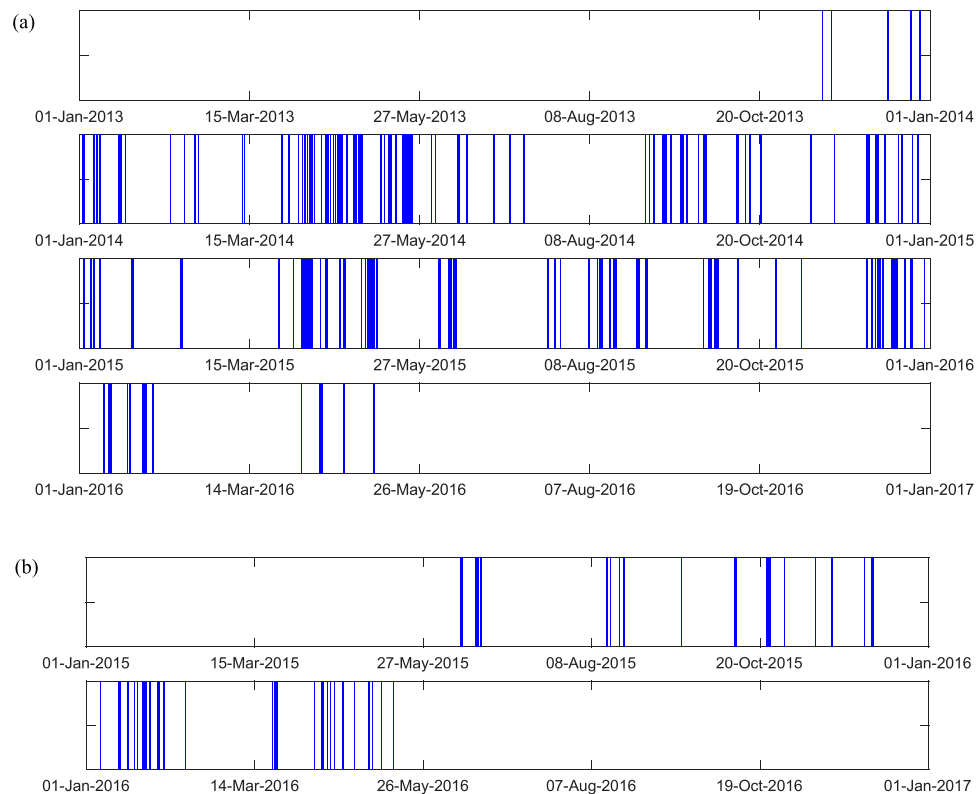 (a)
01-Jan-2013 15-Mar-2013 27-May-2013 08-Aug-2013 20-Oct-2013 01-Jan-2014
01-Jan-2014 15-Mar-2014 27-May-2014 08-Aug-2014 20-Oct-2014 01-Jan-2015
01-Jan-2015 15-Mar-2015 27-May-2015 08-Aug-2015 20-Oct-2015 01-Jan-2016
01-Jan-2016 14-Mar-2016 26-May-2016 07-Aug-2016 19-Oct-2016 01-Jan-2017
(b)
01-Jan-2015 15-Mar-2015 27-May-2015 08-Aug-2015 20-Oct-2015 01-Jan-2016
01-Jan-2016 14-Mar-2016 26-May-2016 07-Aug-2016 19-Oct-2016 01-Jan-2017